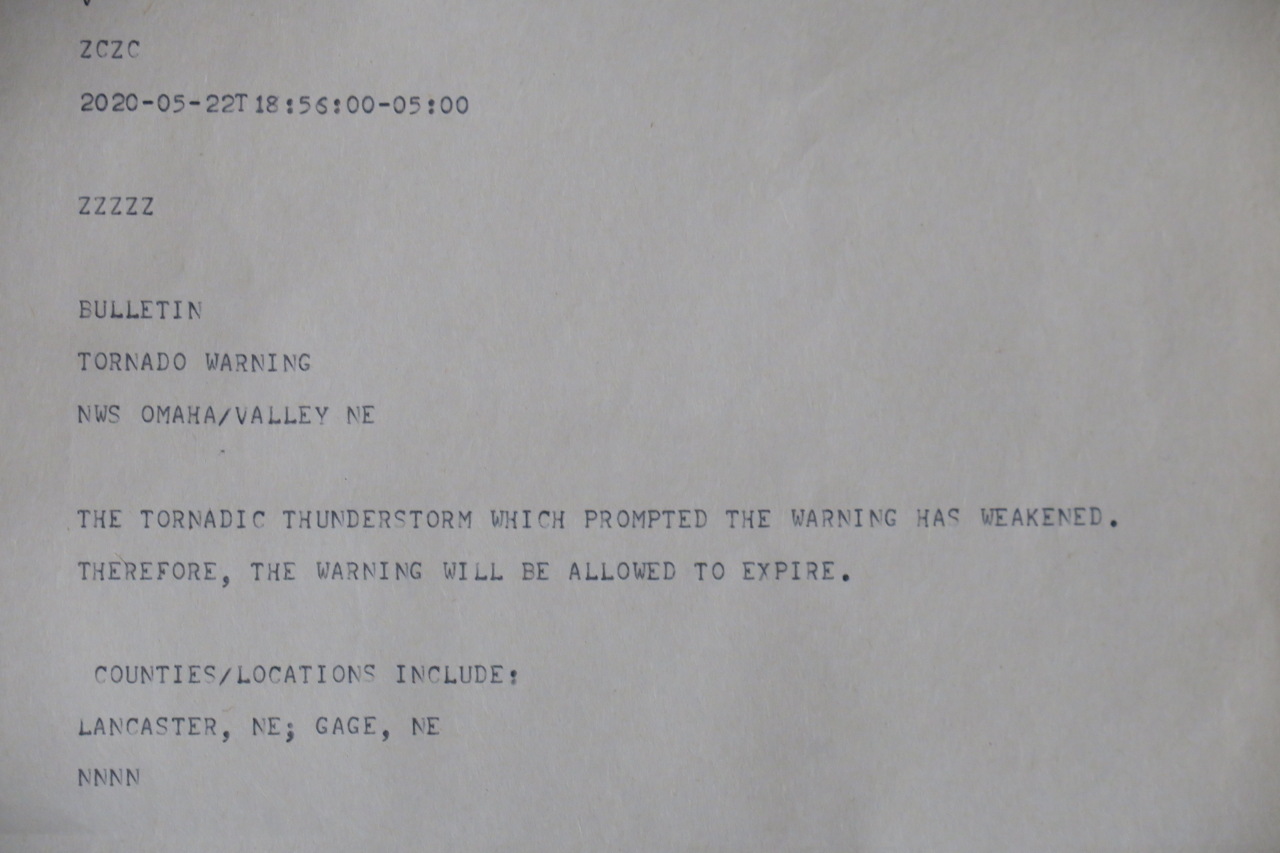 ZCZC
2020-05-22T18:56:00-05:00
ZZZZZ
BULLETIN
TORNADO WARNING
NWS OMAHA/VALLEY NE
THE TORNADIC THUNDERSTORM WHICH PROMPTED THE WARNING HAS WEAKENED.
THEREFORE, THE WARNING WILL BE ALLOWED TO EXPIRE.
COUNTIES/LOCATIONS INCLUDE:
LANCASTER, NE; GAGE, NE
NNNN